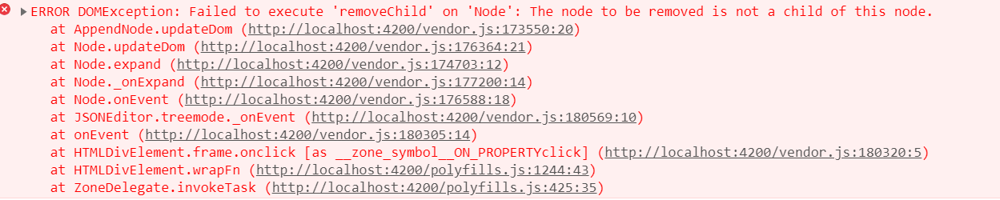 ERROR DOMException: Failed to execute 'removeChild' on 'Node': The node to be removed is not a child of this node.
at AppendNode.updateDom (http://localhost:4200/vendor.js:173550:20)
at Node.updateDom (http://localhost:4200/vendor.js:176364:21)
at Node.expand (http://localhost:4200/vendor.js:174703:12)
at Node._onExpand (http://localhost:4200/vendor.js:177200:14)
at Node.onEvent (http://localhost:4200/vendor.js:176588:18)
at JSONEditor.treemode._onEvent (http://localhost:4200/vendor.js:180569:10)
at onEvent (http://localhost:4200/vendor.js:180305:14)
at HTMLDivElement.frame.onclick [as __zone_symbol__ON_PROPERTYclick] (http://localhost:4200/vendor.js:180320:5)
at HTMLDivElement.wrapFn (http://localhost:4200/polyfills.js:1244:43)
at ZoneDelegate.invokeTask (http://localhost:4200/polyfills.js:425:35)